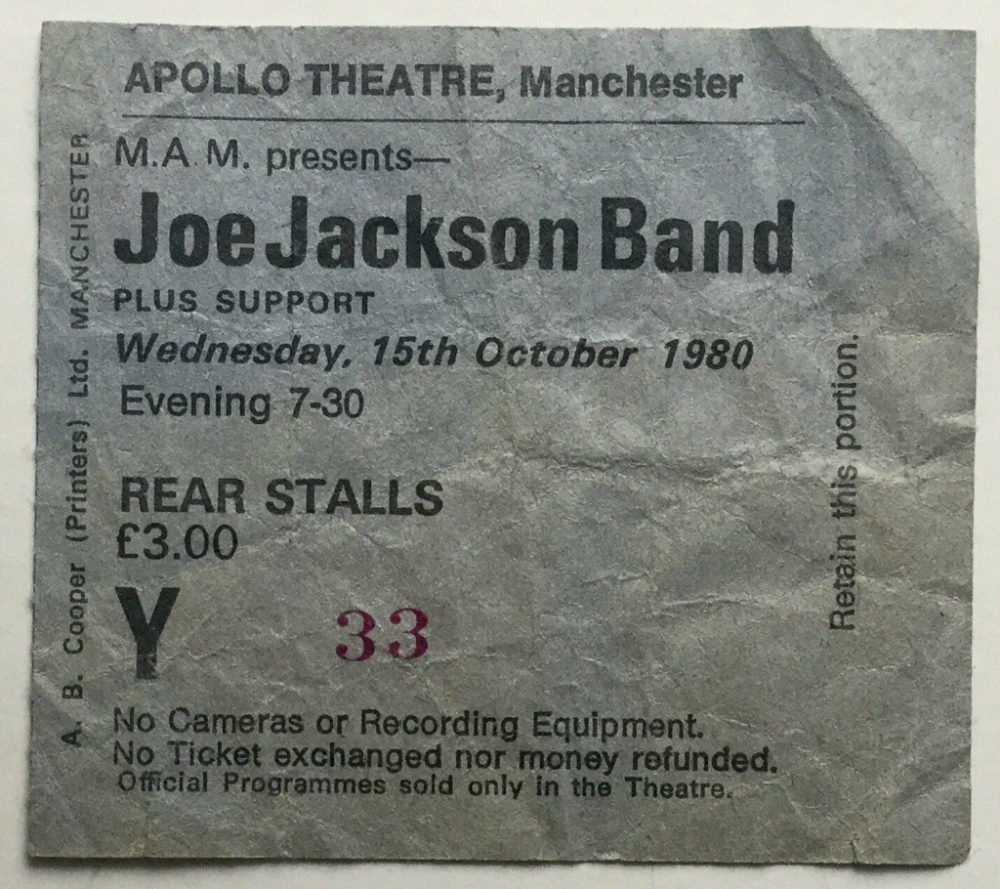 APOLLO THEATRE, Manchester
M.A.M. presents—
Joe Jackson Band
PLUS SUPPORT
Wednesday, 15th October 1980
Evening 7-30
REAR STALLS
£3.00
Y 33
No Cameras or Recording Equipment.
No Ticket exchanged nor money refunded.
Official Programmes sold only in the Theatre.
A. B. Cooper (Printers) Ltd. MANCHESTER
Retain this portion.